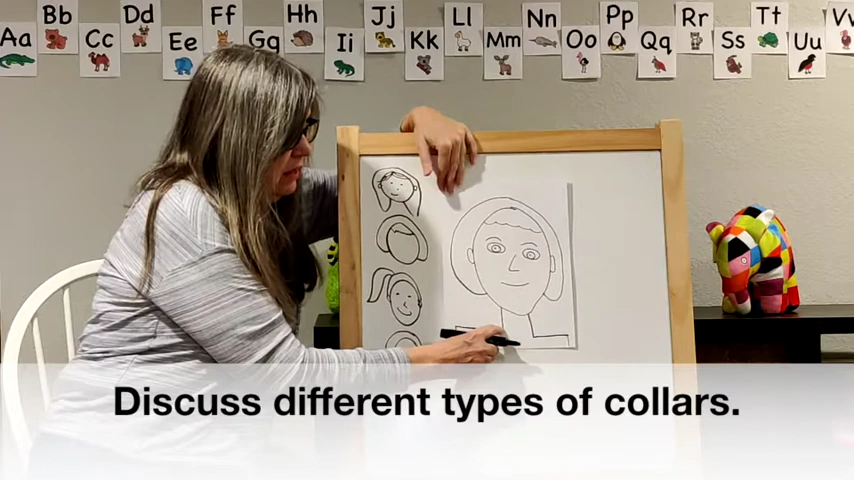 Aa Bb Cc Dd Ee Ff Gg Hh Ii Jj Kk Ll Mm Nn Oo Pp Qq Rr Ss Tt Uu
Discuss different types of collars.